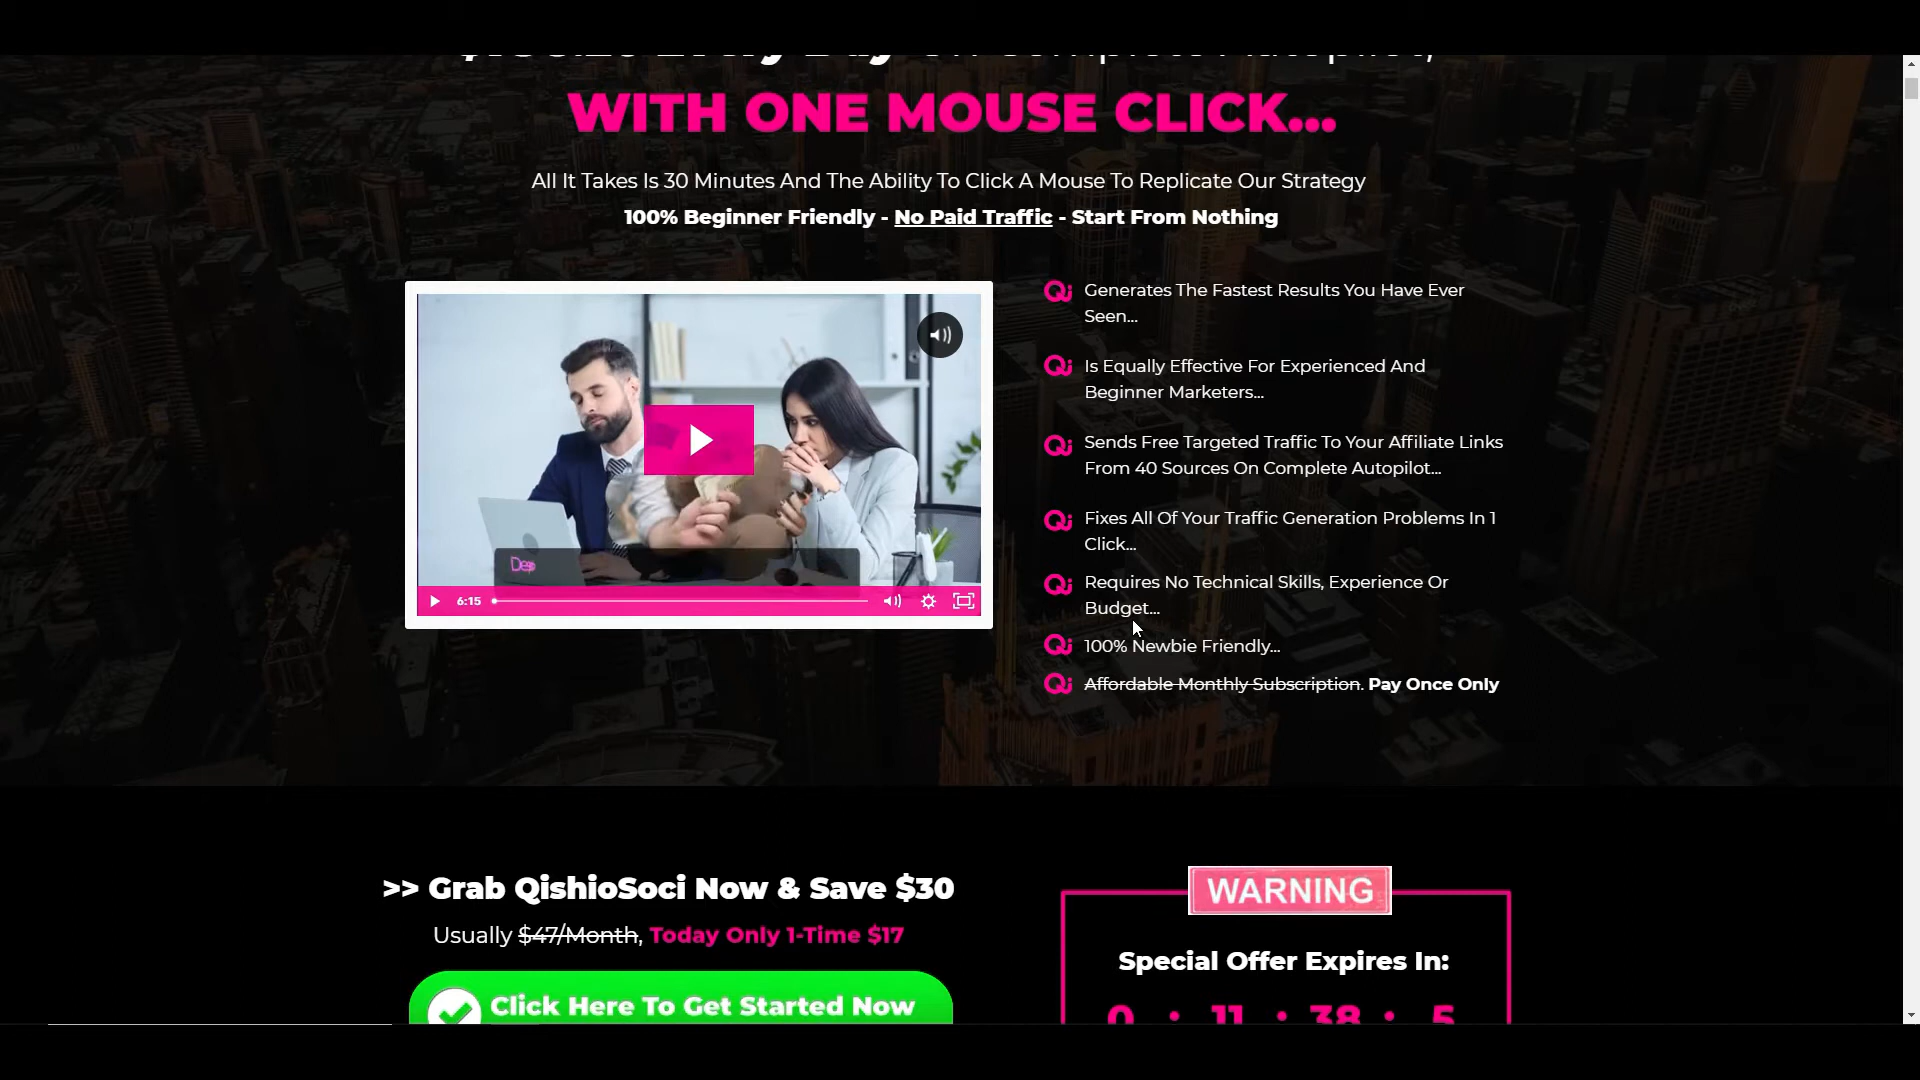 WITH ONE MOUSE CLICK...
All It Takes Is 30 Minutes And The Ability To Click A Mouse To Replicate Our Strategy
100% Beginner Friendly - No Paid Traffic - Start From Nothing
Generates The Fastest Results You Have Ever
Seen...
Is Equally Effective For Experienced And
Beginner Marketers...
Sends Free Targeted Traffic To Your Affiliate Links
From 40 Sources On Complete Autopilot...
Fixes All Of Your Traffic Generation Problems In 1
Click...
Requires No Technical Skills, Experience Or
Budget...
100% Newbie Friendly...
Affordable Monthly Subscription. Pay Once Only
6:15
>> Grab QishioSoci Now & Save $30
Usually $47/Month, Today Only 1-Time $17
Click Here To Get Started Now
WARNING
Special Offer Expires In:
0 : 11 : 38 : 5